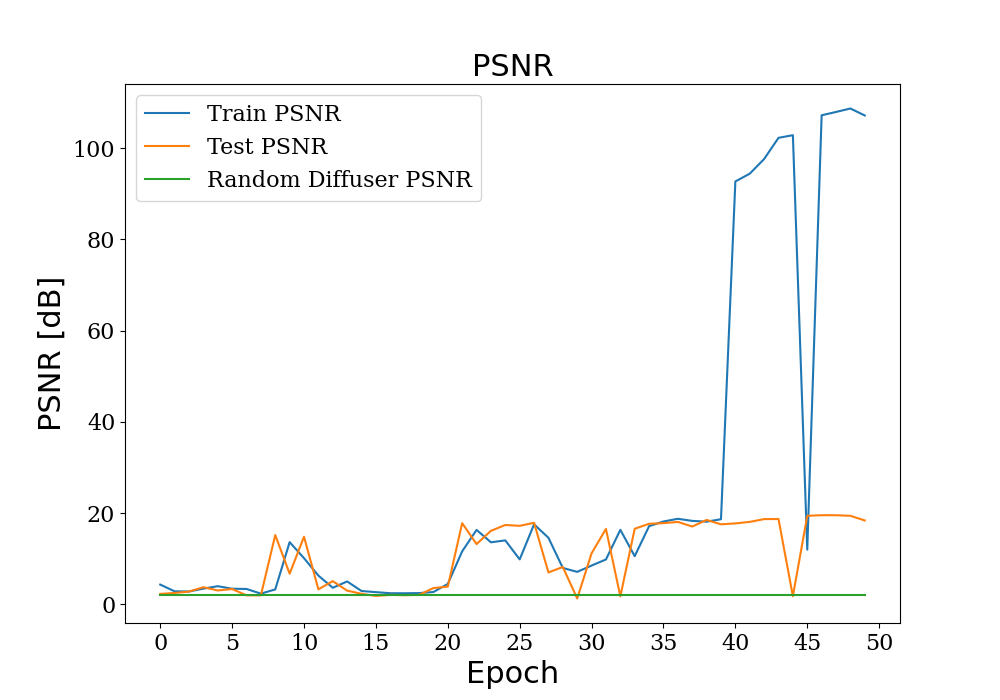 PSNR
Train PSNR
Test PSNR
Random Diffuser PSNR
PSNR [dB]
100
80
60
40
20
0
0 5 10 15 20 25 30 35 40 45 50
Epoch